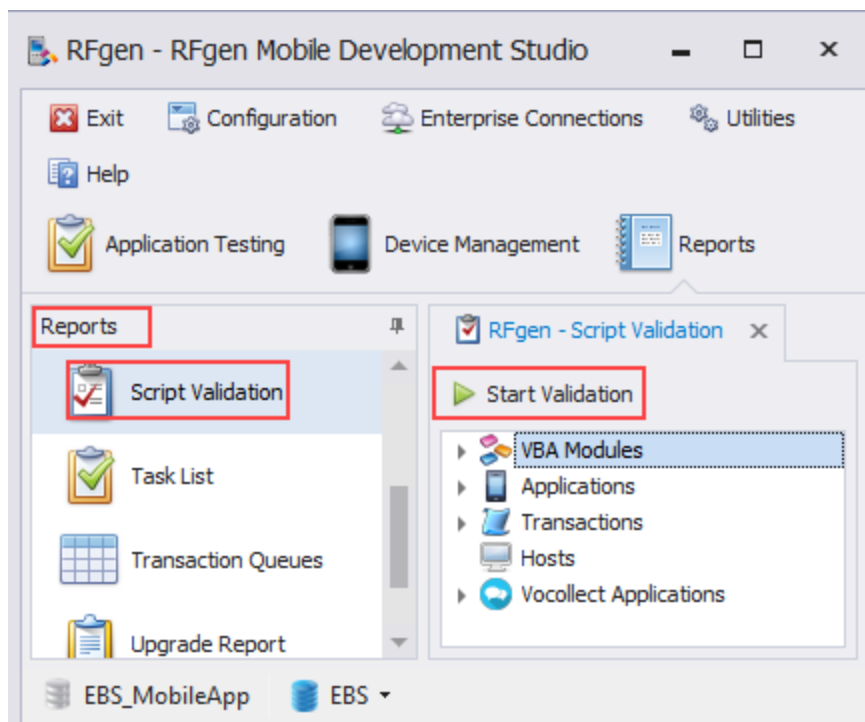 RFgen - RFgen Mobile Development Studio
Exit Configuration Enterprise Connections Utilities
Help
Application Testing Device Management Reports
Reports
Script Validation
Task List
Transaction Queues
Upgrade Report
RFgen - Script Validation
Start Validation
VBA Modules
Applications
Transactions
Hosts
Vocollect Applications
EBS_MobileApp EBS